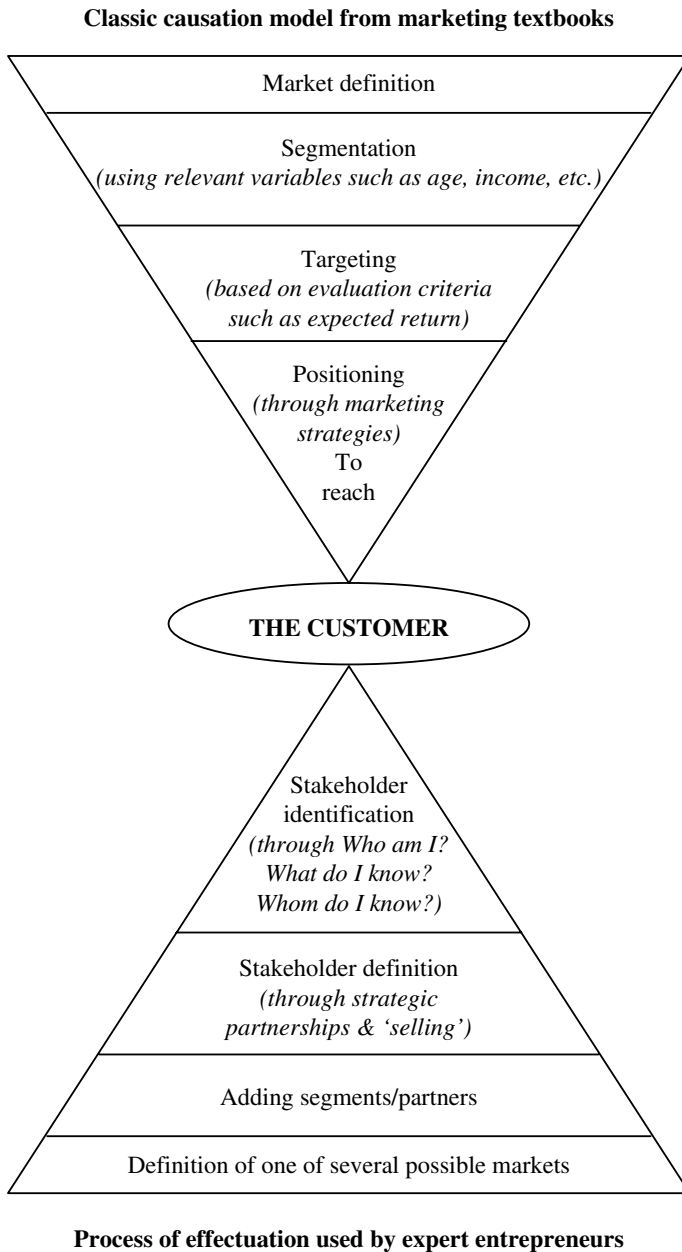 Classic causation model from marketing textbooks
Market definition
Segmentation
(using relevant variables such as age, income, etc.)
Targeting
(based on evaluation criteria
such as expected return)
Positioning
(through marketing
strategies)
To
reach
THE CUSTOMER
Stakeholder
identification
(through Who am I?
What do I know?
Whom do I know?)
Stakeholder definition
(through strategic
partnerships & ‘selling’)
Adding segments/partners
Definition of one of several possible markets
Process of effectuation used by expert entrepreneurs